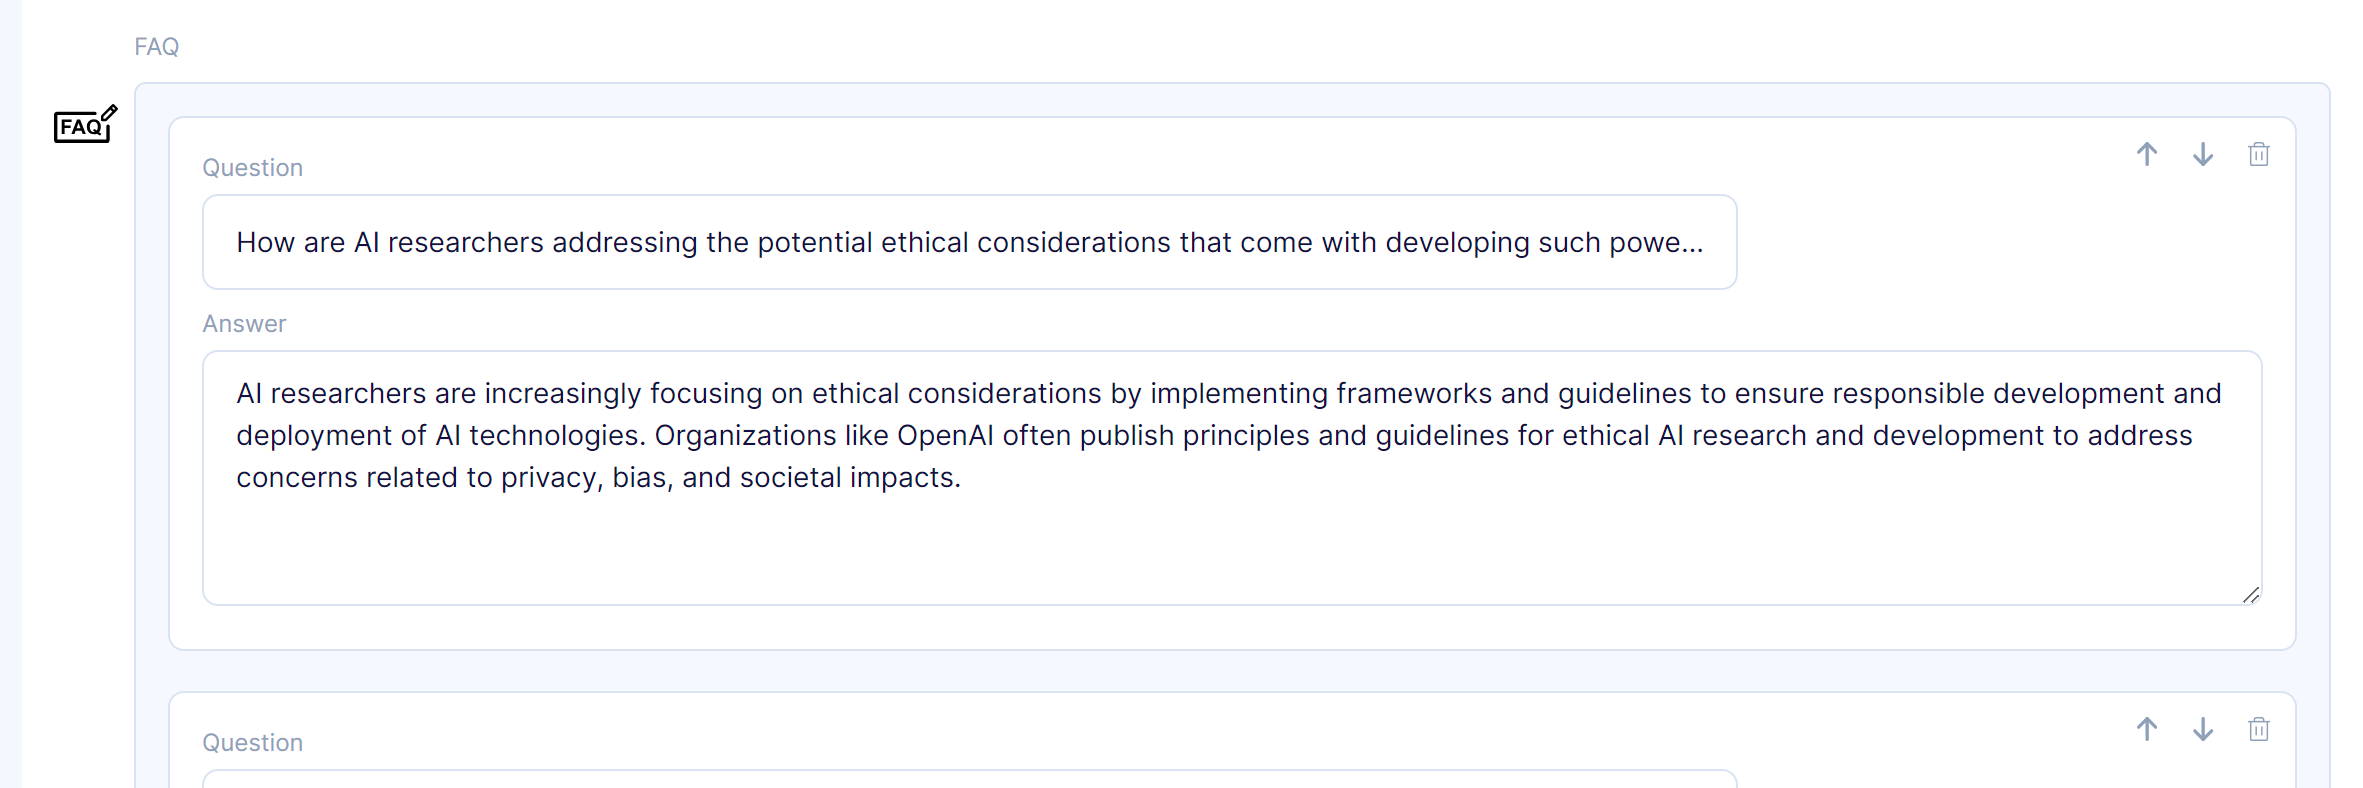 FAQ
FAQ
Question
How are AI researchers addressing the potential ethical considerations that come with developing such powe...
Answer
AI researchers are increasingly focusing on ethical considerations by implementing frameworks and guidelines to ensure responsible development and
deployment of AI technologies. Organizations like OpenAI often publish principles and guidelines for ethical AI research and development to address
concerns related to privacy, bias, and societal impacts.
Question